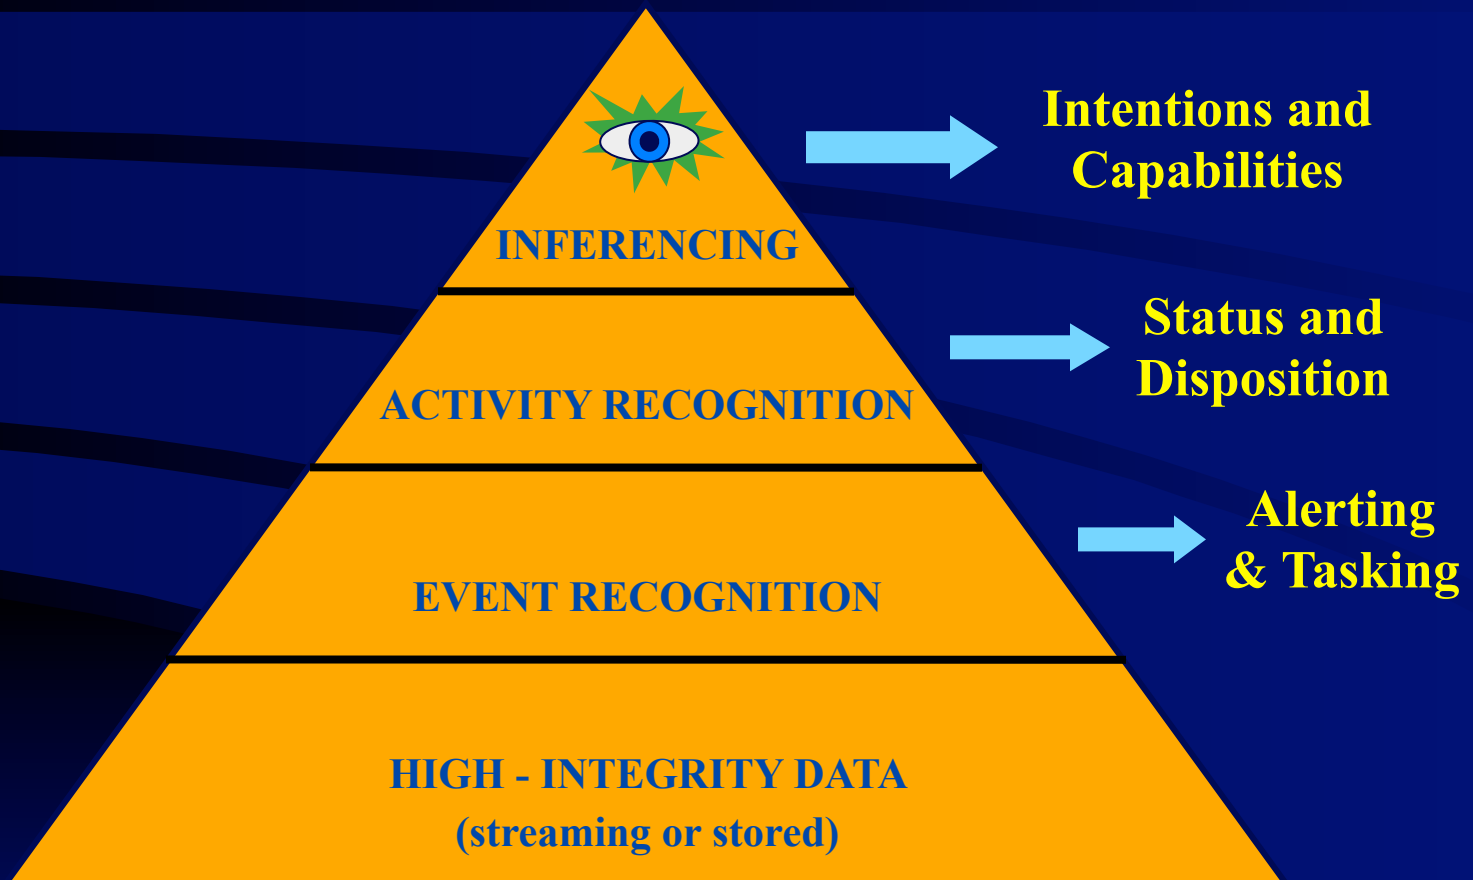 Intentions and
Capabilities
INFERENCING
Status and
Disposition
ACTIVITY RECOGNITION
Alerting
& Tasking
EVENT RECOGNITION
HIGH - INTEGRITY DATA
(streaming or stored)